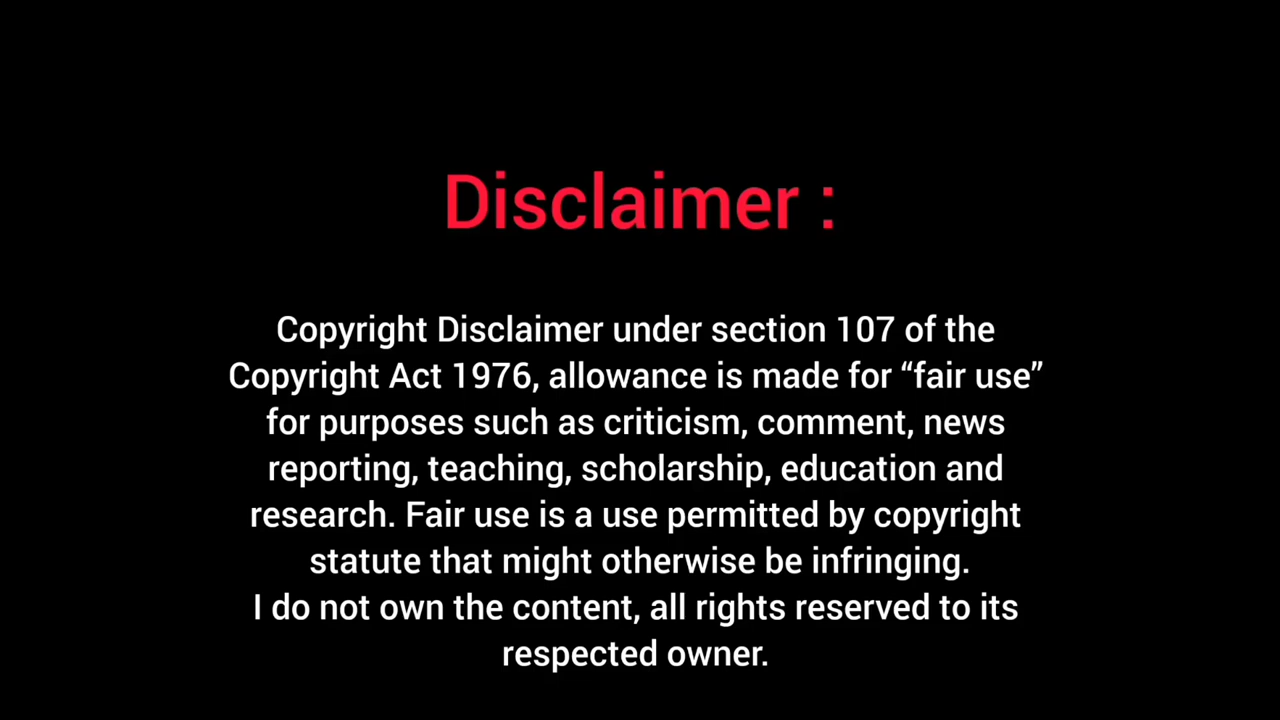 Disclaimer :
Copyright Disclaimer under section 107 of the
Copyright Act 1976, allowance is made for “fair use”
for purposes such as criticism, comment, news
reporting, teaching, scholarship, education and
research. Fair use is a use permitted by copyright
statute that might otherwise be infringing.
I do not own the content, all rights reserved to its
respected owner.